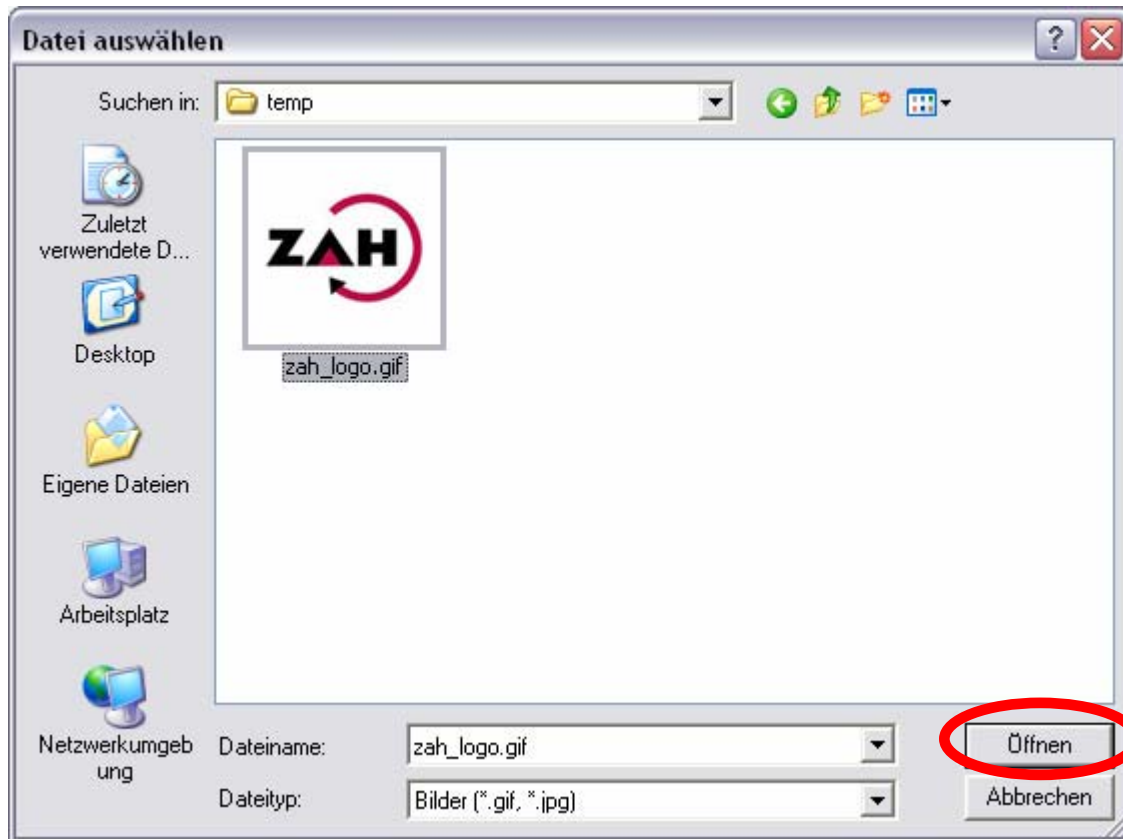 Datei auswählen
Suchen in:
temp
Zuletzt
verwendete D...
Desktop
Eigene Dateien
Arbeitsplatz
Netzwerkumgeb
ung
ZAH
zah_logo.gif
Dateiname:
zah_logo.gif
Öffnen
Dateityp:
Bilder (*.gif, *.jpg)
Abbrechen